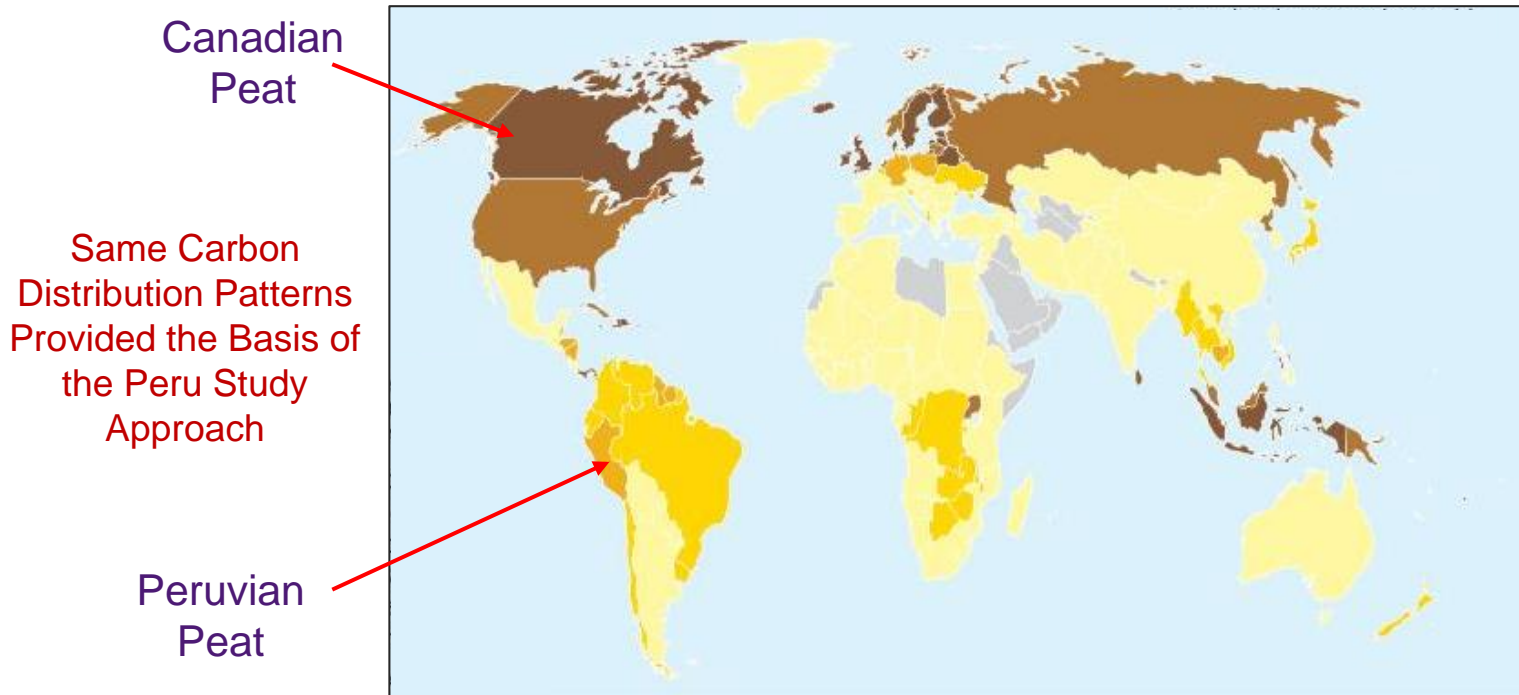 Canadian
Peat
Same Carbon
Distribution Patterns
Provided the Basis of
the Peru Study
Approach
Peruvian
Peat